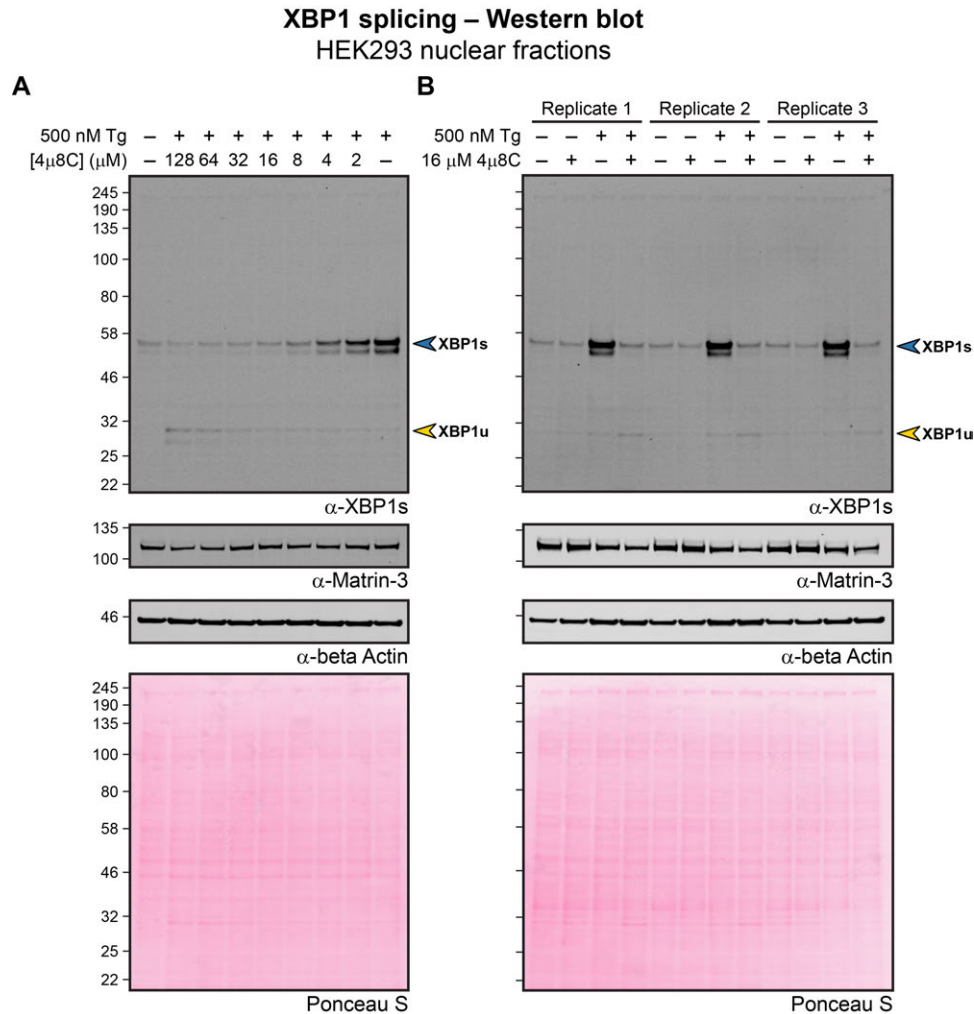 XBP1 splicing – Western blot
HEK293 nuclear fractions
A
500 nM Tg – + + + + + + + +
[4µ8C] (µM) – 128 64 32 16 8 4 2 –
245
190
135
100
80
58
46
32
25
22
XBP1s
XBP1u
α-XBP1s
135
100
α-Matrin-3
46
α-beta Actin
245
190
135
100
80
58
46
32
25
22
Ponceau S
B
Replicate 1 Replicate 2 Replicate 3
500 nM Tg – – + + – – + + – – + +
16 µM 4µ8C – + – + – + – + – + – +
XBP1s
XBP1u
α-XBP1s
α-Matrin-3
α-beta Actin
Ponceau S